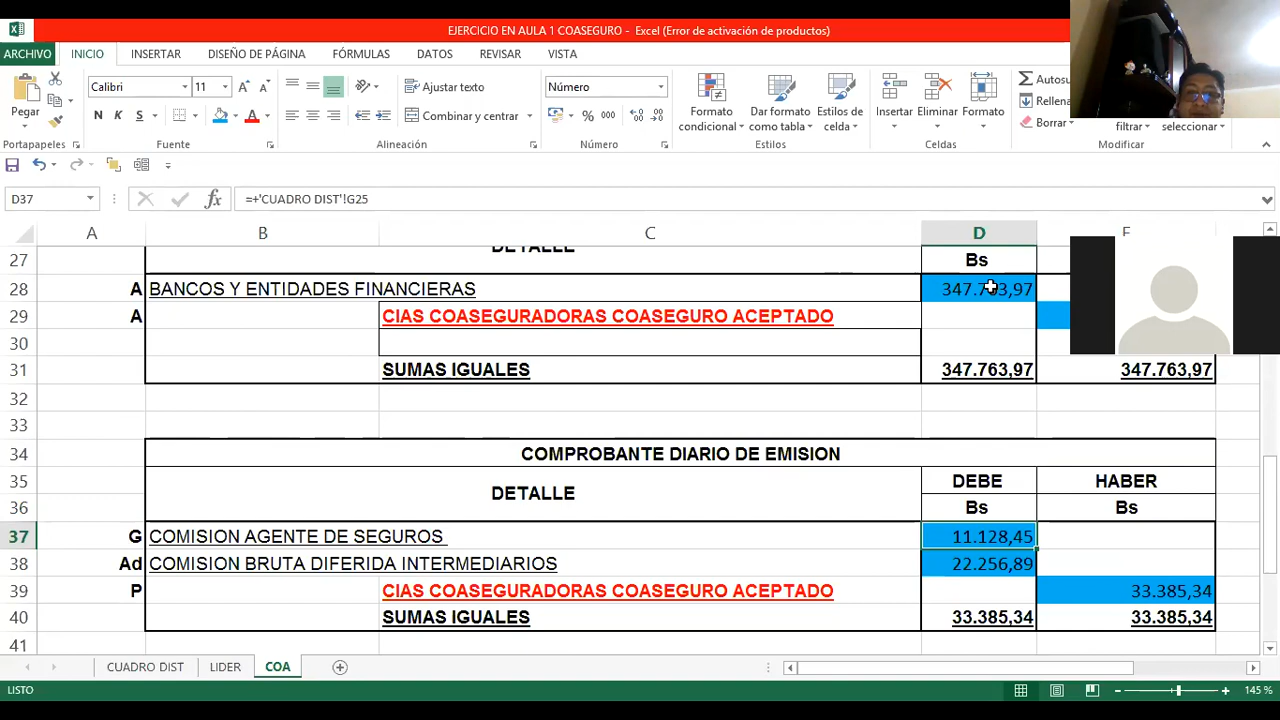 EJERCICIO EN AULA 1 COASEGURO - Excel (Error de activación de productos)
ARCHIVO INICIO INSERTAR DISEÑO DE PÁGINA FÓRMULAS DATOS REVISAR VISTA
Pegar
Calibri 11
N K S
Ajustar texto
Combinar y centrar
Número
% 000
Formato condicional
Dar formato como tabla
Estilos de celda
Insertar Eliminar Formato
Σ Autosu
Rellena
Borrar
filtrar seleccionar
Portapapeles Fuente Alineación Número Estilos Celdas Modificar
D37 fx =+'CUADRO DIST'!G25
A B C D
27 DETALLE Bs
28 A BANCOS Y ENTIDADES FINANCIERAS 347.763,97
29 A CIAS COASEGURADORAS COASEGURO ACEPTADO
30
31 SUMAS IGUALES 347.763,97 347.763,97
32
33
34 COMPROBANTE DIARIO DE EMISION
35 DETALLE DEBE HABER
36 Bs Bs
37 G COMISION AGENTE DE SEGUROS 11.128,45
38 Ad COMISION BRUTA DIFERIDA INTERMEDIARIOS 22.256,89
39 P CIAS COASEGURADORAS COASEGURO ACEPTADO 33.385,34
40 SUMAS IGUALES 33.385,34 33.385,34
41
CUADRO DIST LIDER COA
LISTO 145 %